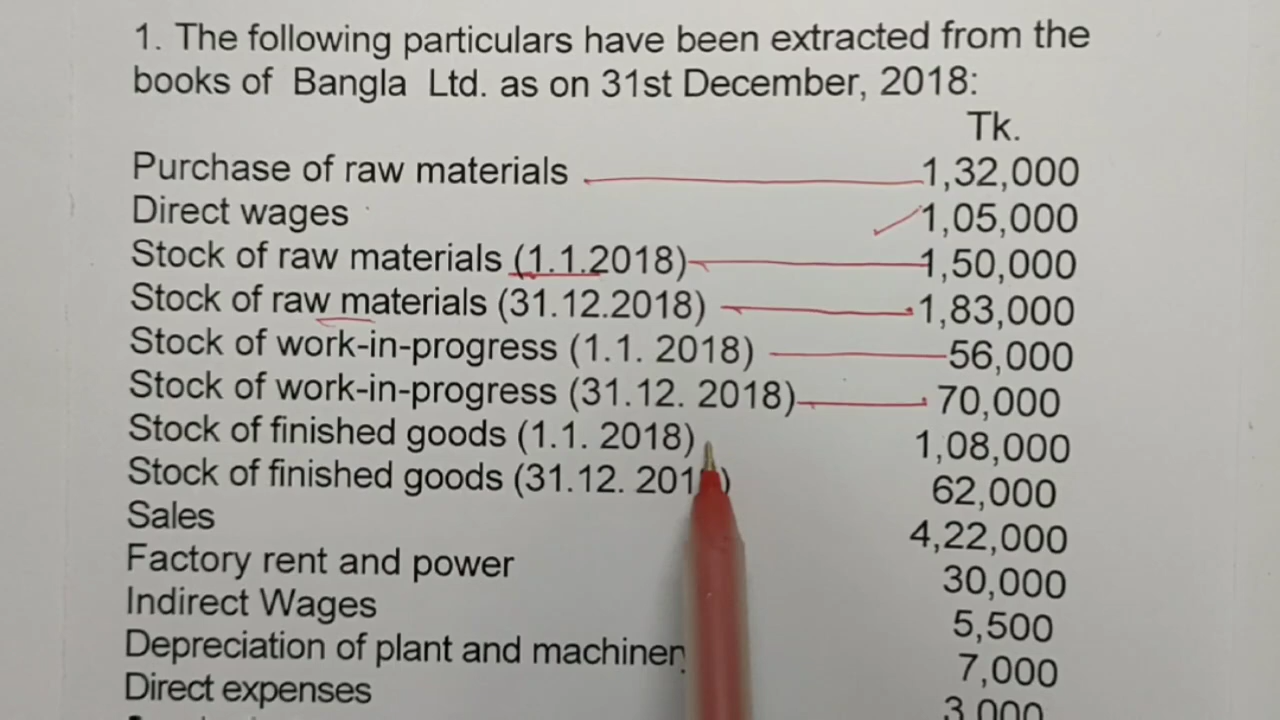 1. The following particulars have been extracted from the
books of Bangla Ltd. as on 31st December, 2018:
Tk.
Purchase of raw materials 1,32,000
Direct wages 1,05,000
Stock of raw materials (1.1.2018) 1,50,000
Stock of raw materials (31.12.2018) 1,83,000
Stock of work-in-progress (1.1. 2018) 56,000
Stock of work-in-progress (31.12. 2018) 70,000
Stock of finished goods (1.1. 2018) 1,08,000
Stock of finished goods (31.12. 201 ) 62,000
Sales 4,22,000
Factory rent and power 30,000
Indirect Wages 5,500
Depreciation of plant and machinery 7,000
Direct expenses 3,000